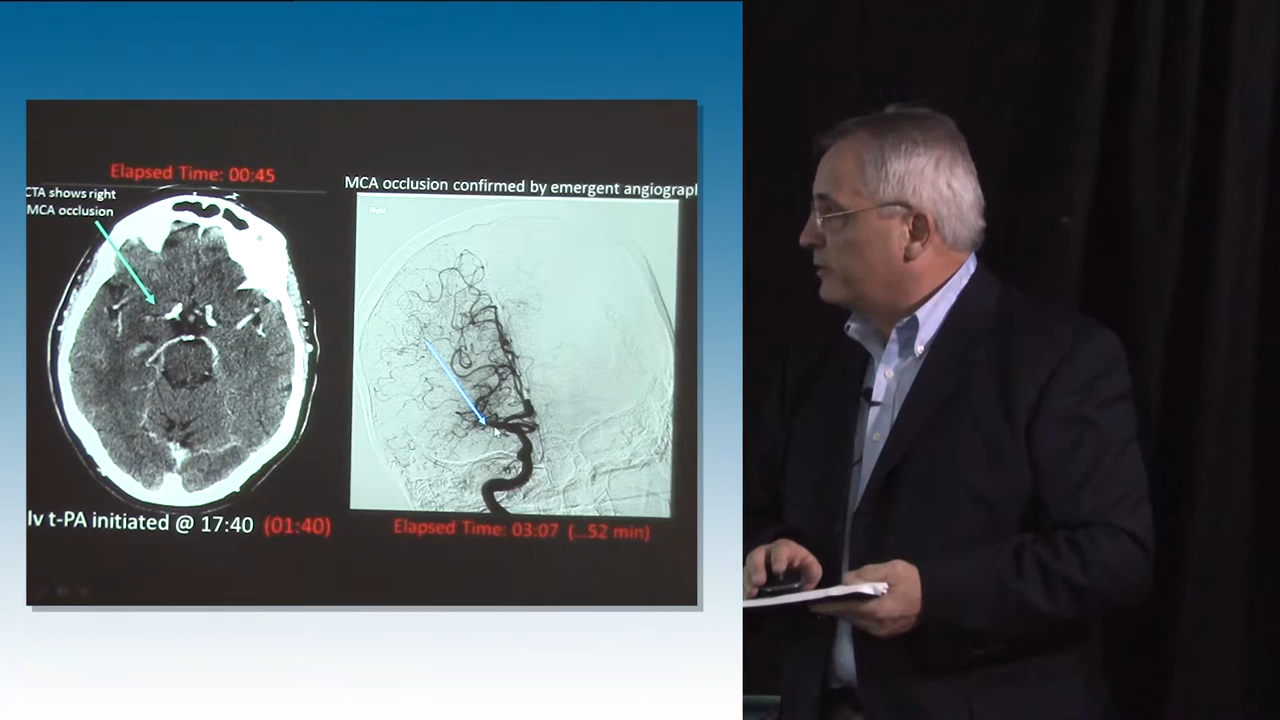 Elapsed Time: 00:45
CTA shows right
MCA occlusion
Iv t-PA initiated @ 17:40 (01:40)
MCA occlusion confirmed by emergent angiograph
Right
Elapsed Time: 03:07 (...52 min)